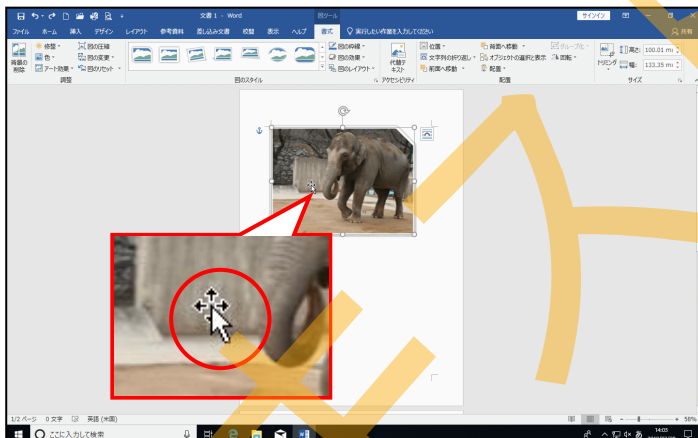 文書 1 - Word
図ツール
サインイン
ファイル ホーム 挿入 デザイン レイアウト 参考資料 差し込み文書 校閲 表示 ヘルプ 書式 実行したい作業を入力してください 共有
背景の削除
修整
色
アート効果
図の圧縮
図の変更
図のリセット
調整
図のスタイル
図の枠線
図の効果
図のレイアウト
代替テキスト
アクセシビリティ
位置
文字列の折り返し
前面へ移動
背面へ移動
オブジェクトの選択と表示
配置
グループ化
回転
配置
トリミング
高さ: 100.01 mm
幅: 133.35 mm
サイズ
1/2 ページ 0 文字 英語 (米国)
58%
ここに入力して検索
あ
14:03